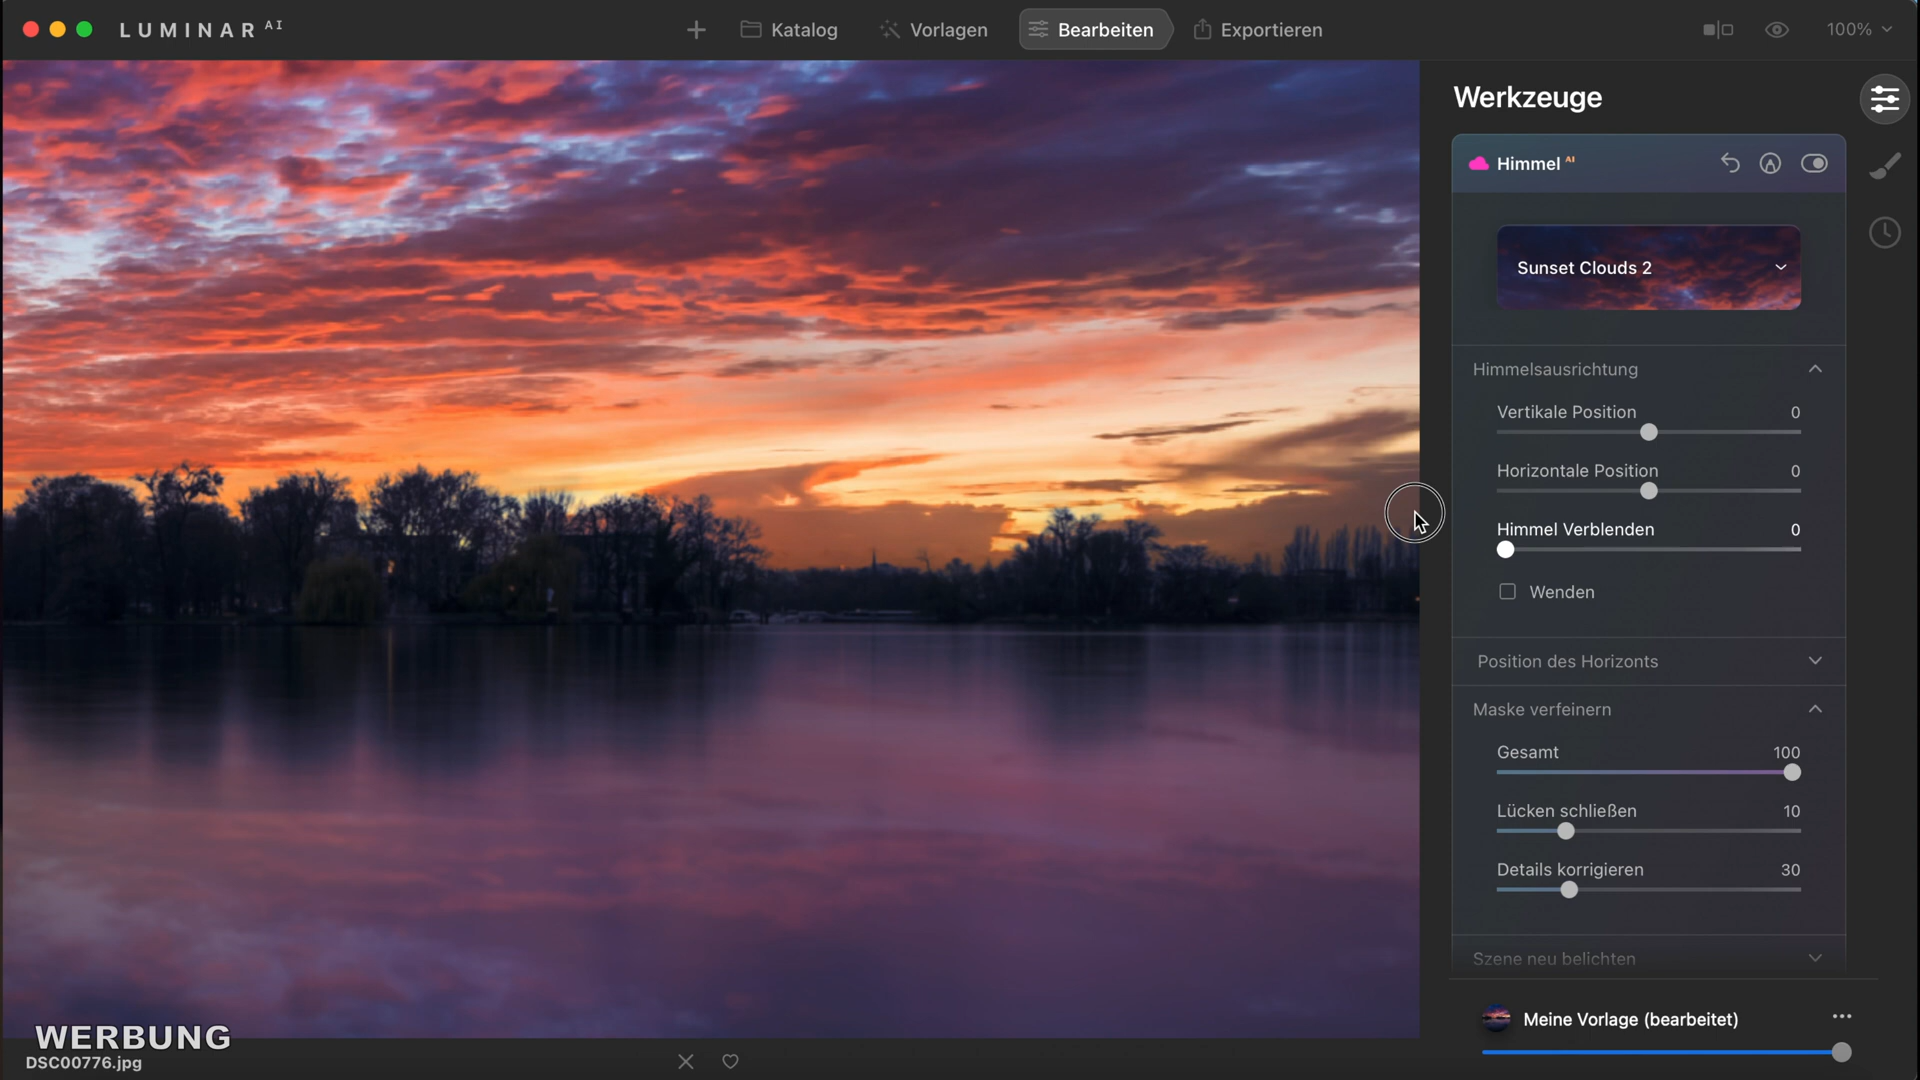 LUMINAR AI
Katalog
Vorlagen
Bearbeiten
Exportieren
100%
Werkzeuge
Himmel AI
Sunset Clouds 2
Himmelsausrichtung
Vertikale Position 0
Horizontale Position 0
Himmel Verblenden 0
Wenden
Position des Horizonts
Maske verfeinern
Gesamt 100
Lücken schließen 10
Details korrigieren 30
Szene neu belichten
Meine Vorlage (bearbeitet)
WERBUNG
DSC00776.jpg